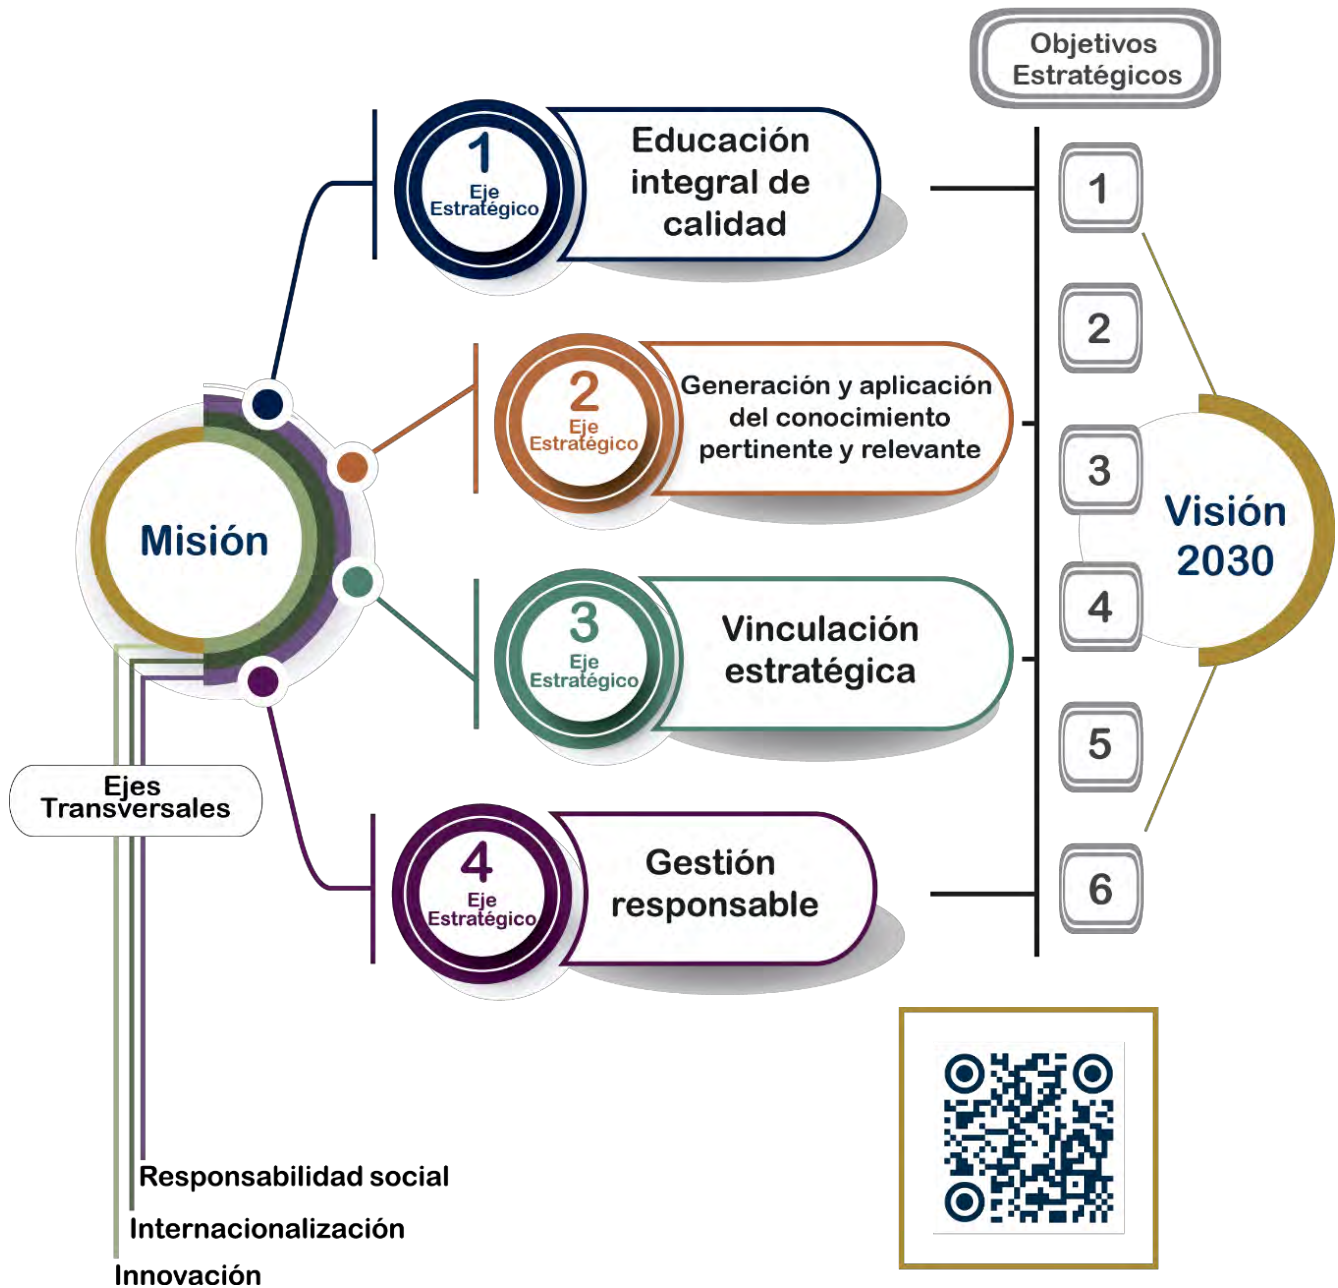 Objetivos
Estratégicos
1
Eje
Estratégico
Educación
integral de
calidad
2
Eje
Estratégico
Generación y aplicación
del conocimiento
pertinente y relevante
Misión
3
Eje
Estratégico
Vinculación
estratégica
4
Eje
Estratégico
Gestión
responsable
1
2
3
4
5
6
Visión
2030
Ejes
Transversales
Responsabilidad social
Internacionalización
Innovación